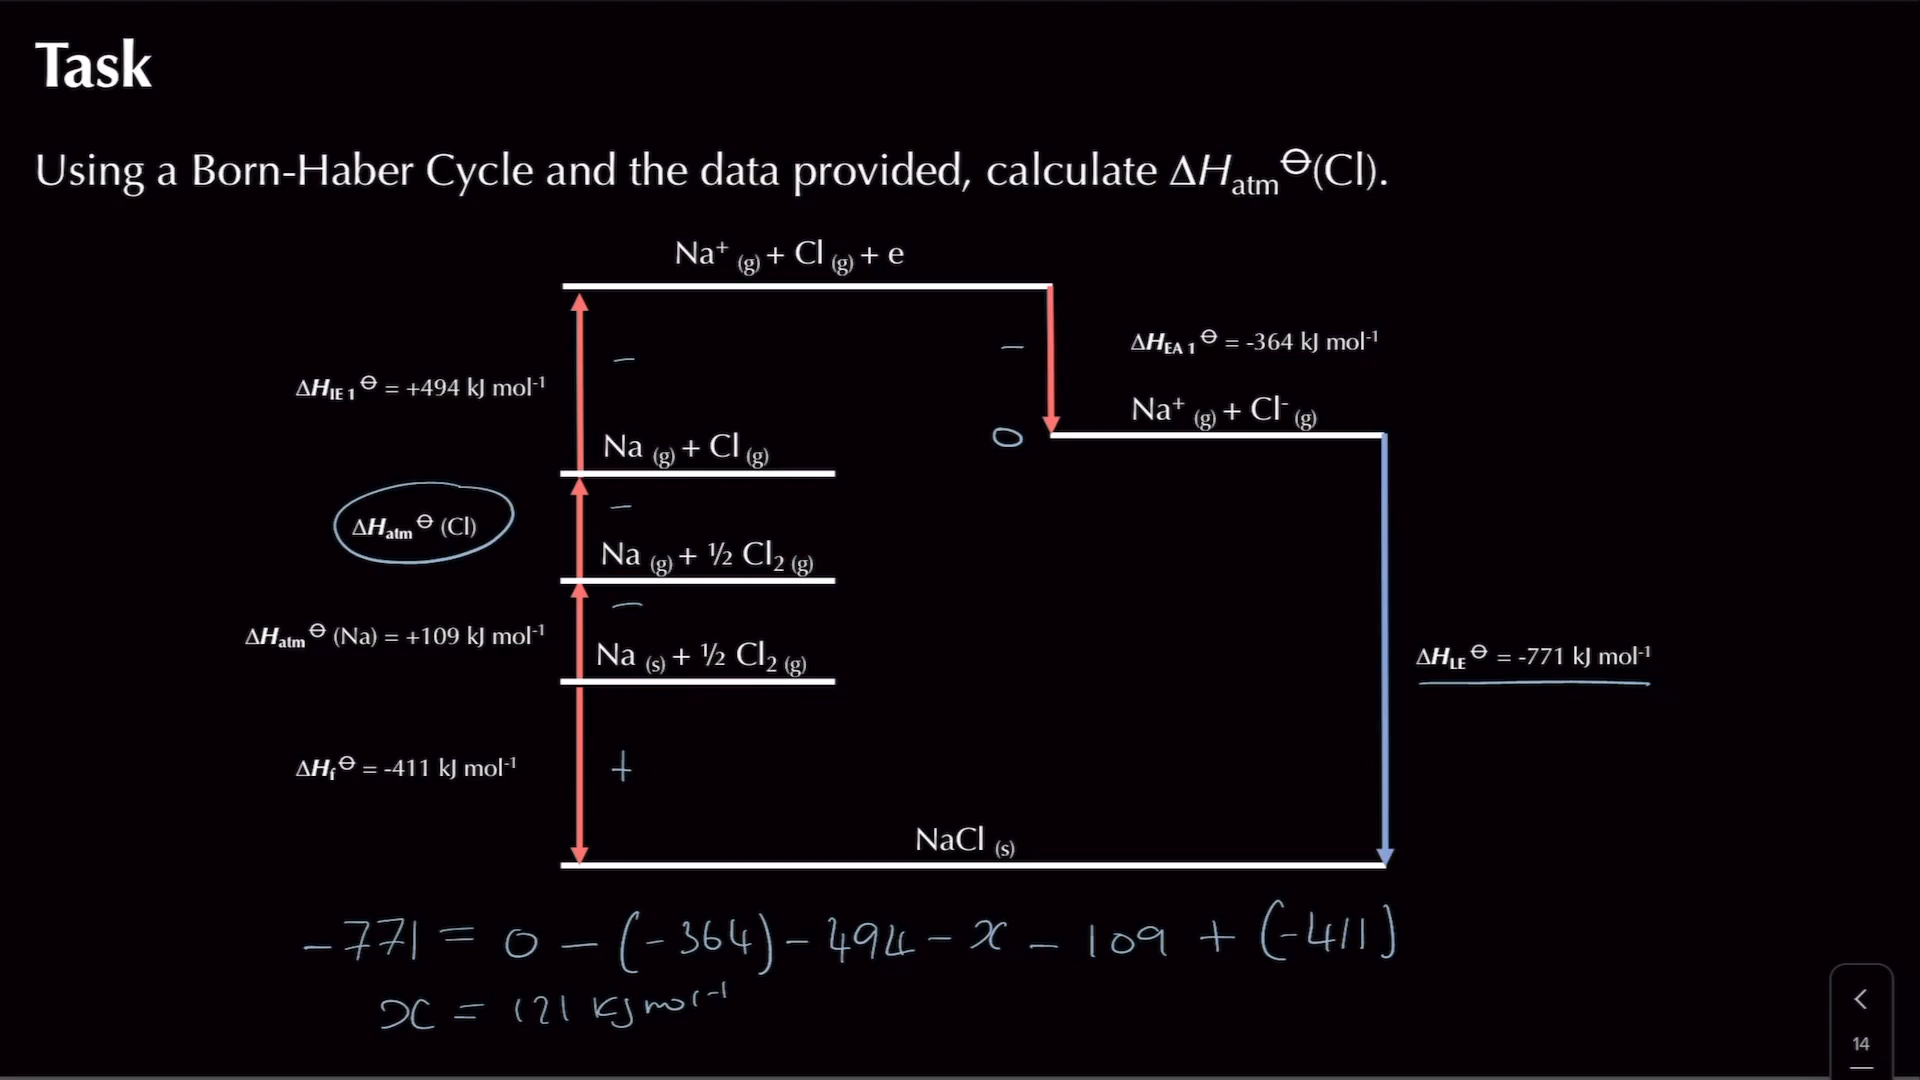 Task
Using a Born-Haber Cycle and the data provided, calculate ΔHatm⊖(Cl).
Na⁺ (g) + Cl (g) + e
ΔHEA 1⊖ = -364 kJ mol⁻¹
ΔHIE 1⊖ = +494 kJ mol⁻¹
−
−
Na⁺ (g) + Cl⁻ (g)
0
Na (g) + Cl (g)
ΔHatm⊖ (Cl)
−
Na (g) + ½ Cl₂ (g)
−
ΔHatm⊖ (Na) = +109 kJ mol⁻¹
Na (s) + ½ Cl₂ (g)
ΔHLE⊖ = -771 kJ mol⁻¹
ΔHf⊖ = -411 kJ mol⁻¹
+
NaCl (s)
-771 = 0 - (-364) - 494 - x - 109 + (-411)
x = 121 kJ mol⁻¹
<
14